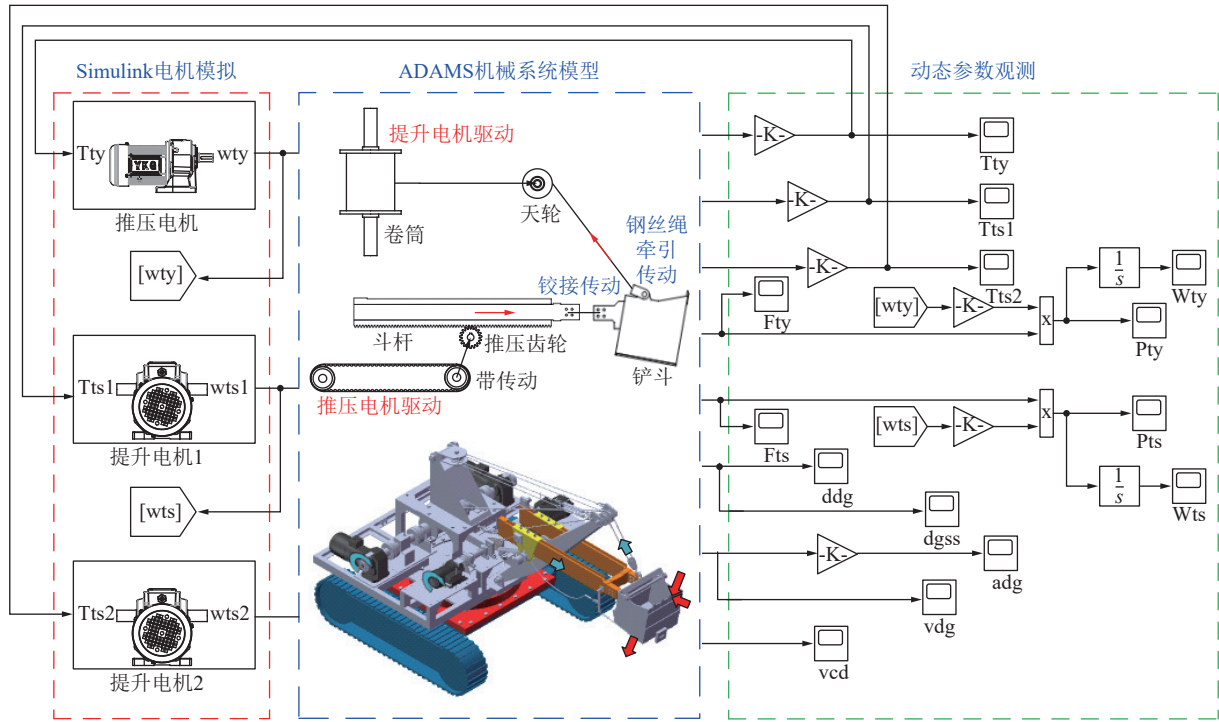 Simulink电机模拟
ADAMS机械系统模型
动态参数观测
Tty
YKG
wty
推压电机
[wty]
Tts1
wts1
提升电机1
[wts]
Tts2
wts2
提升电机2
提升电机驱动
卷筒
天轮
钢丝绳
牵引
传动
铰接传动
斗杆
推压齿轮
铲斗
带传动
推压电机驱动
-K-
Tty
-K-
Tts1
-K-
Tts2
Fty
[wty]
-K-
x
1
s
Wty
Pty
Fts
[wts]
-K-
x
Pts
1
s
Wts
ddg
dgss
-K-
adg
vdg
vcd